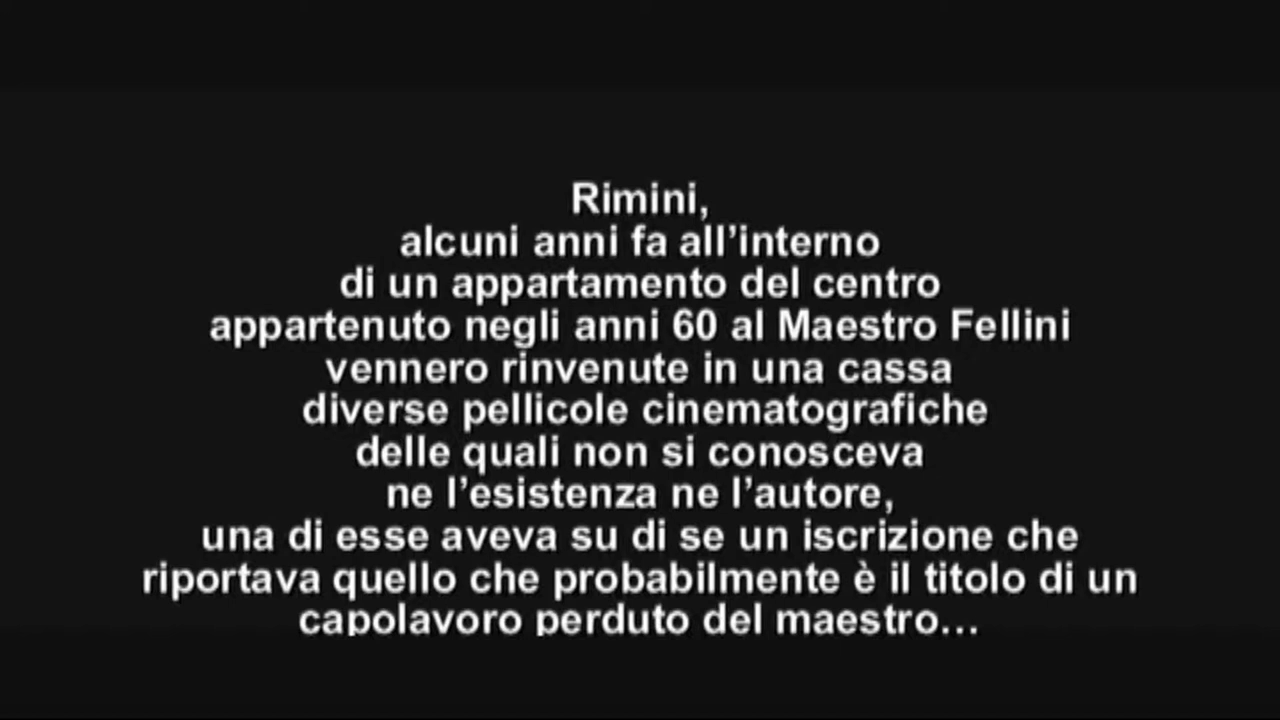 Rimini,
alcuni anni fa all’interno
di un appartamento del centro
appartenuto negli anni 60 al Maestro Fellini
vennero rinvenute in una cassa
diverse pellicole cinematografiche
delle quali non si conosceva
ne l’esistenza ne l’autore,
una di esse aveva su di se un iscrizione che
riportava quello che probabilmente è il titolo di un
capolavoro perduto del maestro...